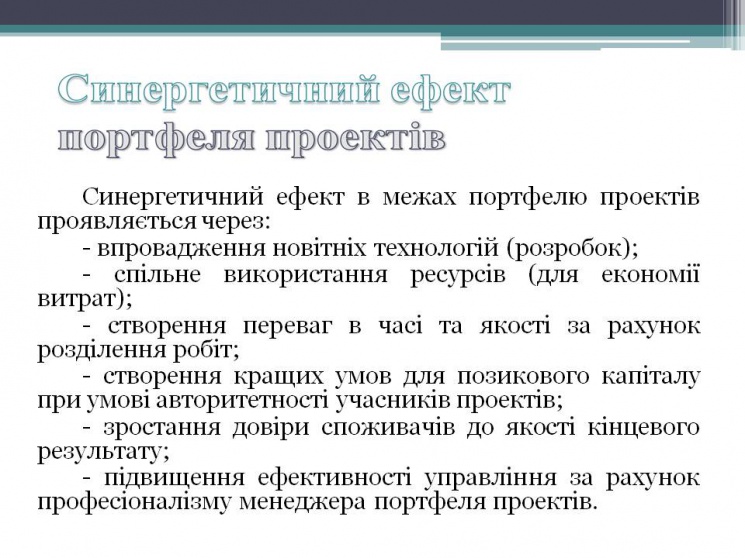 Синергетичний ефект
портфеля проектів
Синергетичний ефект в межах портфелю проектів
проявляється через:
- впровадження новітніх технологій (розробок);
- спільне використання ресурсів (для економії
витрат);
- створення переваг в часі та якості за рахунок
розділення робіт;
- створення кращих умов для позикового капіталу
при умові авторитетності учасників проектів;
- зростання довіри споживачів до якості кінцевого
результату;
- підвищення ефективності управління за рахунок
професіоналізму менеджера портфеля проектів.